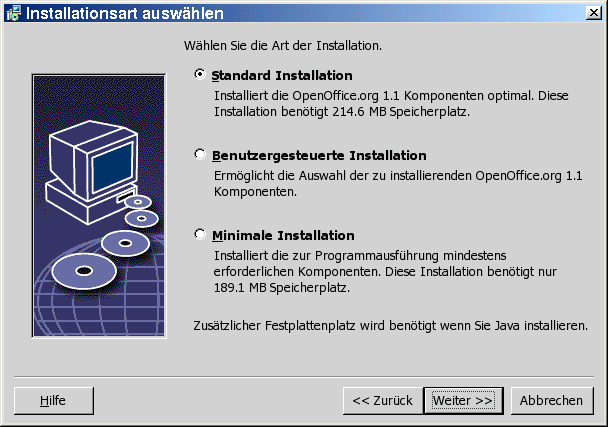 Installationsart auswählen
Wählen Sie die Art der Installation.
Standard Installation
Installiert die OpenOffice.org 1.1 Komponenten optimal. Diese
Installation benötigt 214.6 MB Speicherplatz.
Benutzergesteuerte Installation
Ermöglicht die Auswahl der zu installierenden OpenOffice.org 1.1
Komponenten.
Minimale Installation
Installiert die zur Programmausführung mindestens
erforderlichen Komponenten. Diese Installation benötigt nur
189.1 MB Speicherplatz.
Zusätzlicher Festplattenplatz wird benötigt wenn Sie Java installieren.
Hilfe
<< Zurück
Weiter >>
Abbrechen